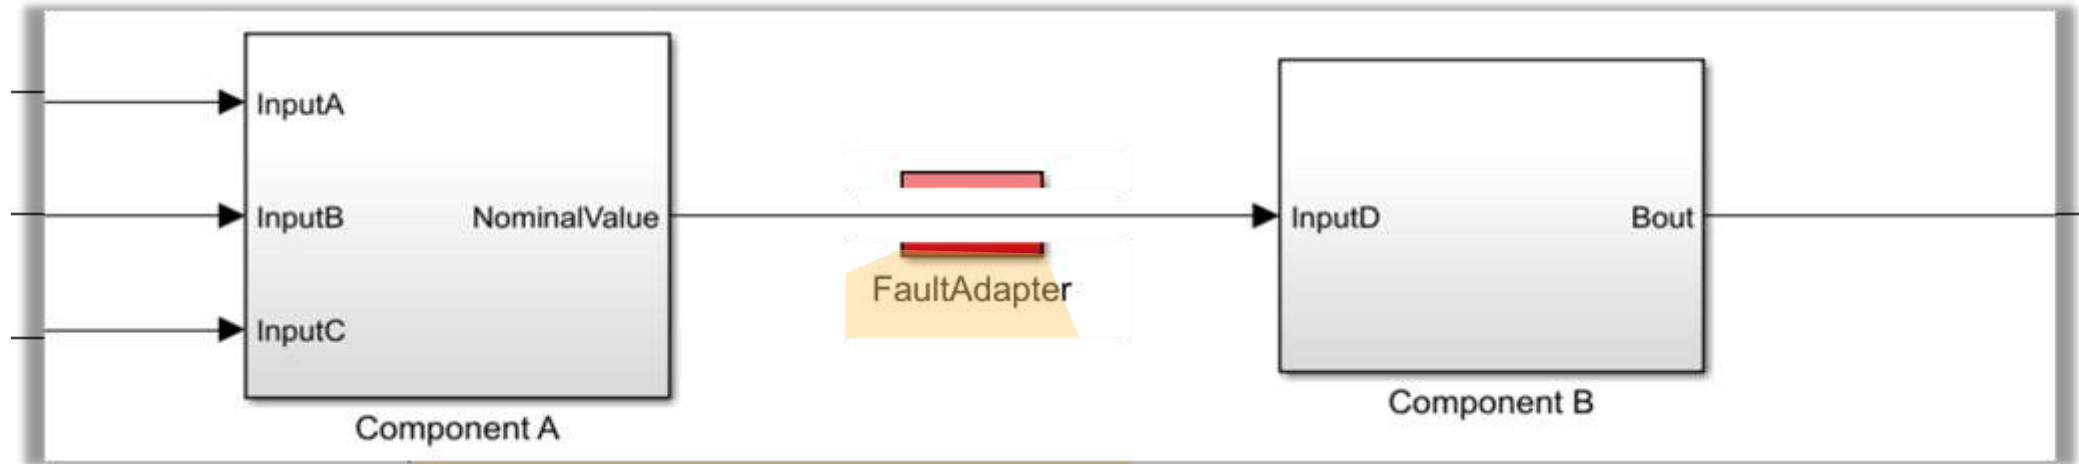 InputA
InputB
NominalValue
InputC
Component A
FaultAdapter
InputD
Bout
Component B